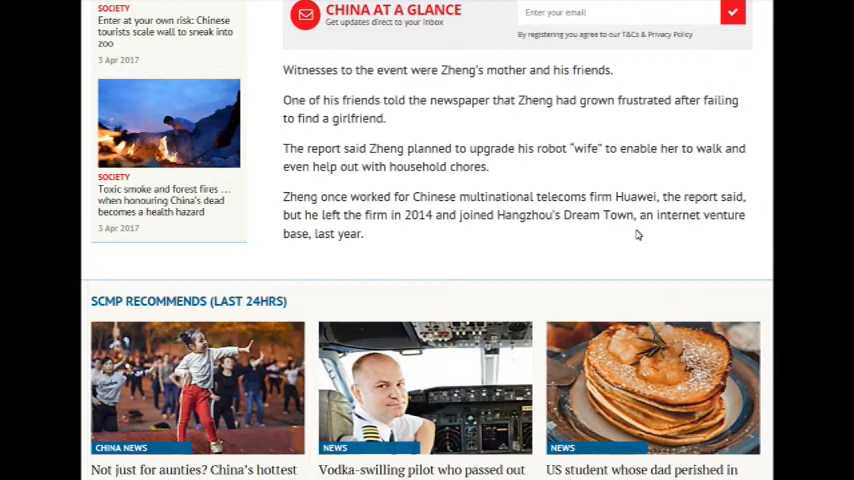 SOCIETY
Enter at your own risk: Chinese
tourists scale wall to sneak into
zoo
3 Apr 2017
SOCIETY
Toxic smoke and forest fires ...
when honouring China's dead
becomes a health hazard
3 Apr 2017
CHINA AT A GLANCE
Get updates direct to your inbox
Enter your email
By registering you agree to our T&Cs & Privacy Policy
Witnesses to the event were Zheng's mother and his friends.
One of his friends told the newspaper that Zheng had grown frustrated after failing
to find a girlfriend.
The report said Zheng planned to upgrade his robot “wife” to enable her to walk and
even help out with household chores.
Zheng once worked for Chinese multinational telecoms firm Huawei, the report said,
but he left the firm in 2014 and joined Hangzhou's Dream Town, an internet venture
base, last year.
SCMP RECOMMENDS (LAST 24HRS)
CHINA NEWS
Not just for aunties? China's hottest
NEWS
Vodka-swilling pilot who passed out
NEWS
US student whose dad perished in